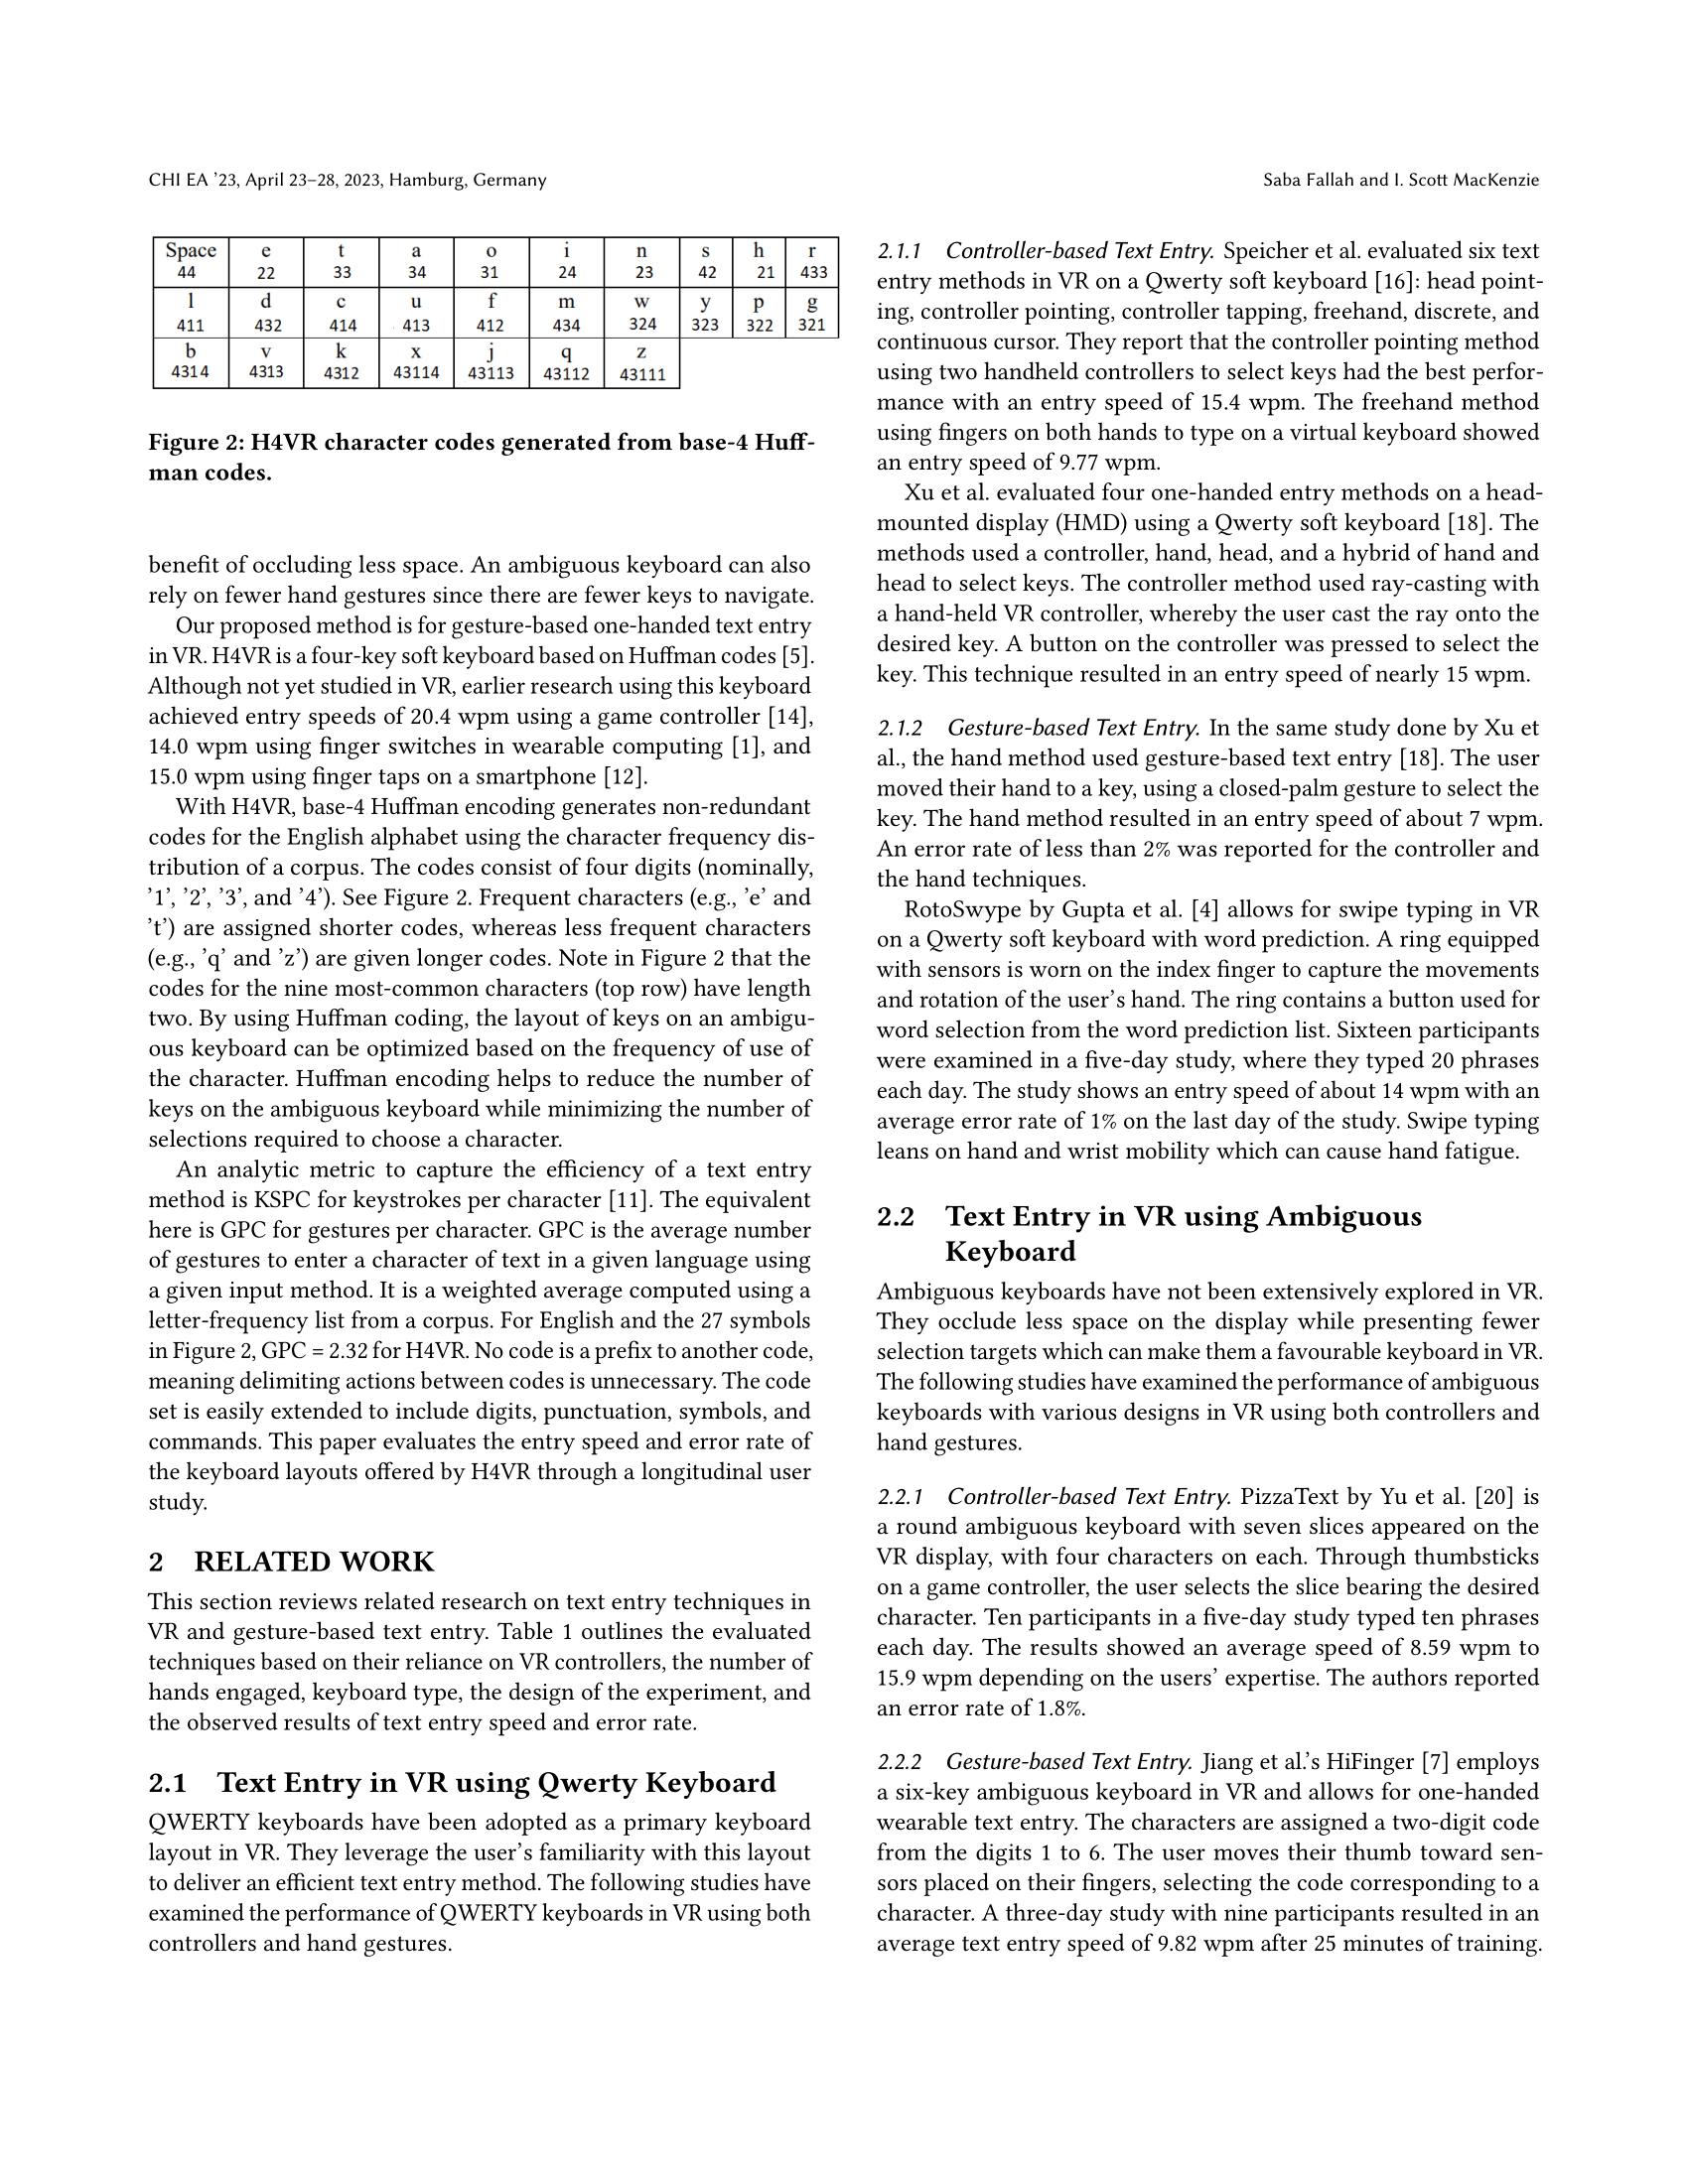 CHI EA ’23, April 23–28, 2023, Hamburg, Germany
Saba Fallah and I. Scott MacKenzie
Space e t a o i n s h r
44 22 33 34 31 24 23 42 21 433
l d c u f m w y p g
411 432 414 413 412 434 324 323 322 321
b v k x j q z
4314 4313 4312 43114 43113 43112 43111
Figure 2: H4VR character codes generated from base-4 Huff-
man codes.
benefit of occluding less space. An ambiguous keyboard can also
rely on fewer hand gestures since there are fewer keys to navigate.
Our proposed method is for gesture-based one-handed text entry
in VR. H4VR is a four-key soft keyboard based on Huffman codes [5].
Although not yet studied in VR, earlier research using this keyboard
achieved entry speeds of 20.4 wpm using a game controller [14],
14.0 wpm using finger switches in wearable computing [1], and
15.0 wpm using finger taps on a smartphone [12].
With H4VR, base-4 Huffman encoding generates non-redundant
codes for the English alphabet using the character frequency dis-
tribution of a corpus. The codes consist of four digits (nominally,
’1’, ’2’, ’3’, and ’4’). See Figure 2. Frequent characters (e.g., ’e’ and
’t’) are assigned shorter codes, whereas less frequent characters
(e.g., ’q’ and ’z’) are given longer codes. Note in Figure 2 that the
codes for the nine most-common characters (top row) have length
two. By using Huffman coding, the layout of keys on an ambigu-
ous keyboard can be optimized based on the frequency of use of
the character. Huffman encoding helps to reduce the number of
keys on the ambiguous keyboard while minimizing the number of
selections required to choose a character.
An analytic metric to capture the efficiency of a text entry
method is KSPC for keystrokes per character [11]. The equivalent
here is GPC for gestures per character. GPC is the average number
of gestures to enter a character of text in a given language using
a given input method. It is a weighted average computed using a
letter-frequency list from a corpus. For English and the 27 symbols
in Figure 2, GPC = 2.32 for H4VR. No code is a prefix to another code,
meaning delimiting actions between codes is unnecessary. The code
set is easily extended to include digits, punctuation, symbols, and
commands. This paper evaluates the entry speed and error rate of
the keyboard layouts offered by H4VR through a longitudinal user
study.
2 RELATED WORK
This section reviews related research on text entry techniques in
VR and gesture-based text entry. Table 1 outlines the evaluated
techniques based on their reliance on VR controllers, the number of
hands engaged, keyboard type, the design of the experiment, and
the observed results of text entry speed and error rate.
2.1 Text Entry in VR using Qwerty Keyboard
QWERTY keyboards have been adopted as a primary keyboard
layout in VR. They leverage the user’s familiarity with this layout
to deliver an efficient text entry method. The following studies have
examined the performance of QWERTY keyboards in VR using both
controllers and hand gestures.
2.1.1 Controller-based Text Entry. Speicher et al. evaluated six text
entry methods in VR on a Qwerty soft keyboard [16]: head point-
ing, controller pointing, controller tapping, freehand, discrete, and
continuous cursor. They report that the controller pointing method
using two handheld controllers to select keys had the best perfor-
mance with an entry speed of 15.4 wpm. The freehand method
using fingers on both hands to type on a virtual keyboard showed
an entry speed of 9.77 wpm.
Xu et al. evaluated four one-handed entry methods on a head-
mounted display (HMD) using a Qwerty soft keyboard [18]. The
methods used a controller, hand, head, and a hybrid of hand and
head to select keys. The controller method used ray-casting with
a hand-held VR controller, whereby the user cast the ray onto the
desired key. A button on the controller was pressed to select the
key. This technique resulted in an entry speed of nearly 15 wpm.
2.1.2 Gesture-based Text Entry. In the same study done by Xu et
al., the hand method used gesture-based text entry [18]. The user
moved their hand to a key, using a closed-palm gesture to select the
key. The hand method resulted in an entry speed of about 7 wpm.
An error rate of less than 2% was reported for the controller and
the hand techniques.
RotoSwype by Gupta et al. [4] allows for swipe typing in VR
on a Qwerty soft keyboard with word prediction. A ring equipped
with sensors is worn on the index finger to capture the movements
and rotation of the user’s hand. The ring contains a button used for
word selection from the word prediction list. Sixteen participants
were examined in a five-day study, where they typed 20 phrases
each day. The study shows an entry speed of about 14 wpm with an
average error rate of 1% on the last day of the study. Swipe typing
leans on hand and wrist mobility which can cause hand fatigue.
2.2 Text Entry in VR using Ambiguous
Keyboard
Ambiguous keyboards have not been extensively explored in VR.
They occlude less space on the display while presenting fewer
selection targets which can make them a favourable keyboard in VR.
The following studies have examined the performance of ambiguous
keyboards with various designs in VR using both controllers and
hand gestures.
2.2.1 Controller-based Text Entry. PizzaText by Yu et al. [20] is
a round ambiguous keyboard with seven slices appeared on the
VR display, with four characters on each. Through thumbsticks
on a game controller, the user selects the slice bearing the desired
character. Ten participants in a five-day study typed ten phrases
each day. The results showed an average speed of 8.59 wpm to
15.9 wpm depending on the users’ expertise. The authors reported
an error rate of 1.8%.
2.2.2 Gesture-based Text Entry. Jiang et al.’s HiFinger [7] employs
a six-key ambiguous keyboard in VR and allows for one-handed
wearable text entry. The characters are assigned a two-digit code
from the digits 1 to 6. The user moves their thumb toward sen-
sors placed on their fingers, selecting the code corresponding to a
character. A three-day study with nine participants resulted in an
average text entry speed of 9.82 wpm after 25 minutes of training.